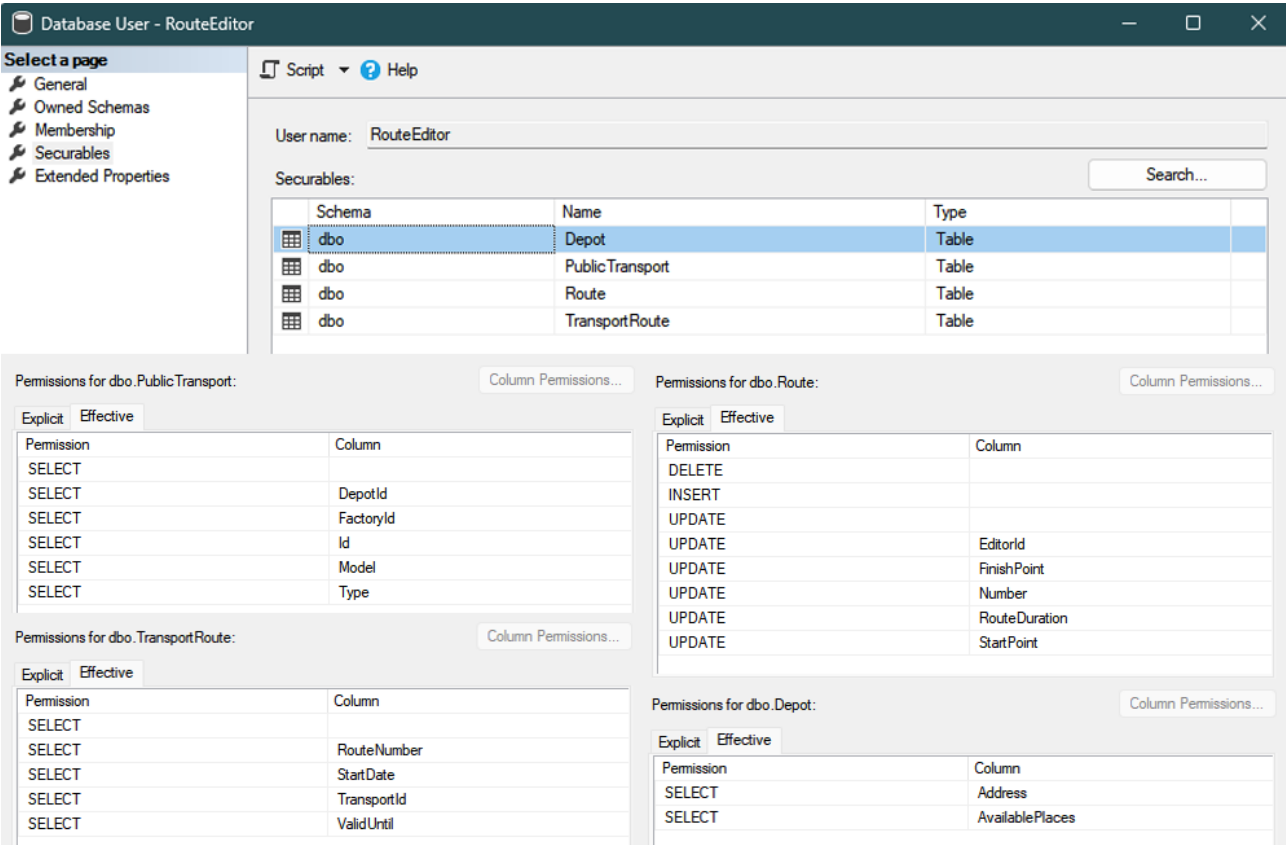 Database User - RouteEditor
Select a page
General
Owned Schemas
Membership
Securables
Extended Properties
Script Help
User name: RouteEditor
Securables: Search...
Schema Name Type
dbo Depot Table
dbo PublicTransport Table
dbo Route Table
dbo TransportRoute Table
Permissions for dbo.PublicTransport: Column Permissions...
Explicit Effective
Permission Column
SELECT
SELECT DepotId
SELECT FactoryId
SELECT Id
SELECT Model
SELECT Type
Permissions for dbo.TransportRoute: Column Permissions...
Explicit Effective
Permission Column
SELECT
SELECT RouteNumber
SELECT StartDate
SELECT TransportId
SELECT ValidUntil
Permissions for dbo.Route: Column Permissions...
Explicit Effective
Permission Column
DELETE
INSERT
UPDATE
UPDATE EditorId
UPDATE FinishPoint
UPDATE Number
UPDATE RouteDuration
UPDATE StartPoint
Permissions for dbo.Depot: Column Permissions...
Explicit Effective
Permission Column
SELECT Address
SELECT AvailablePlaces